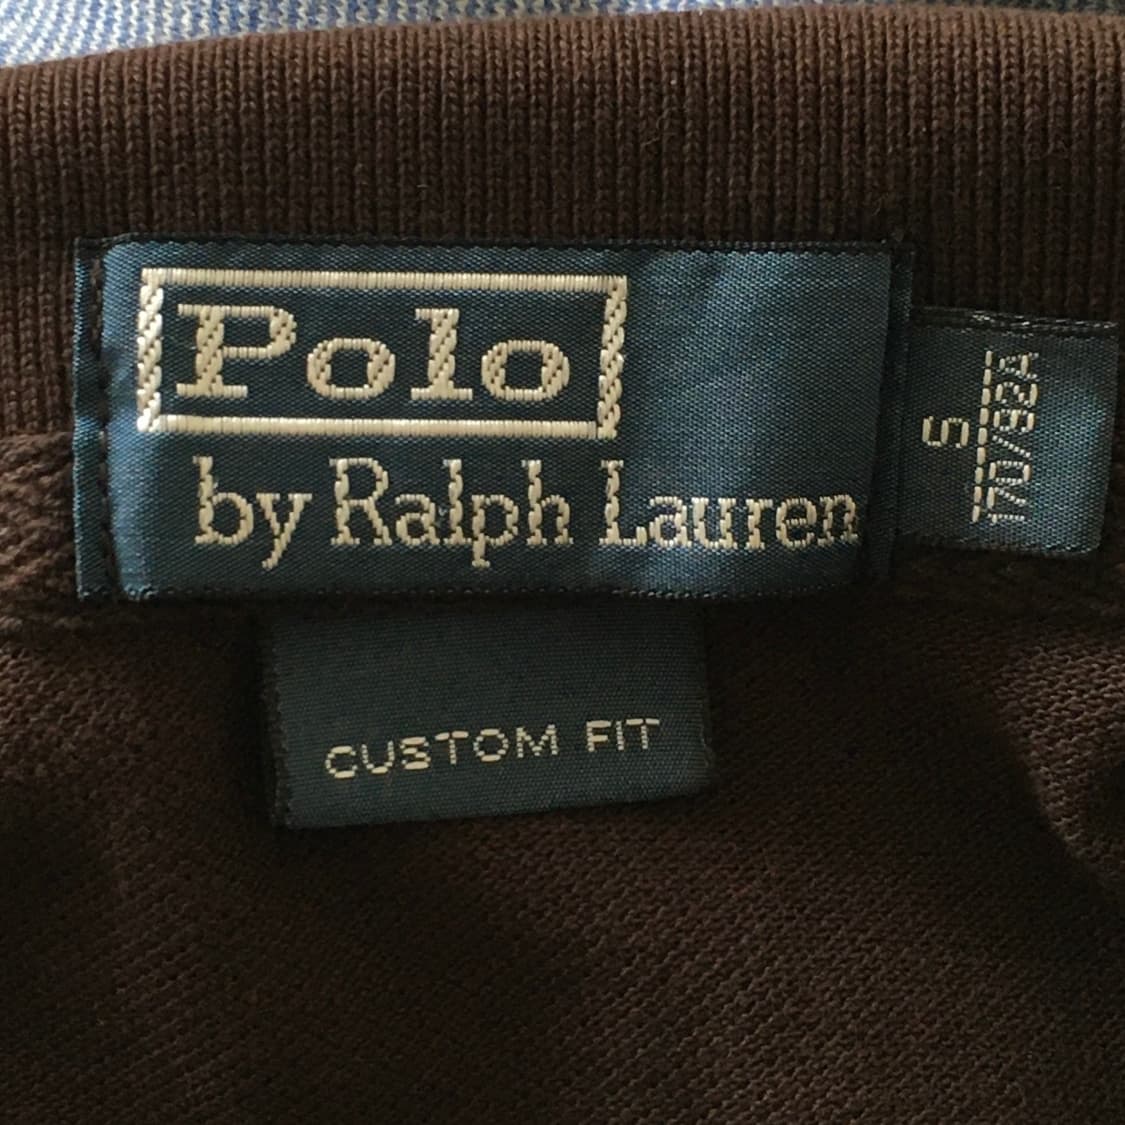 Polo
by Ralph Lauren
S
170/92A
CUSTOM FIT